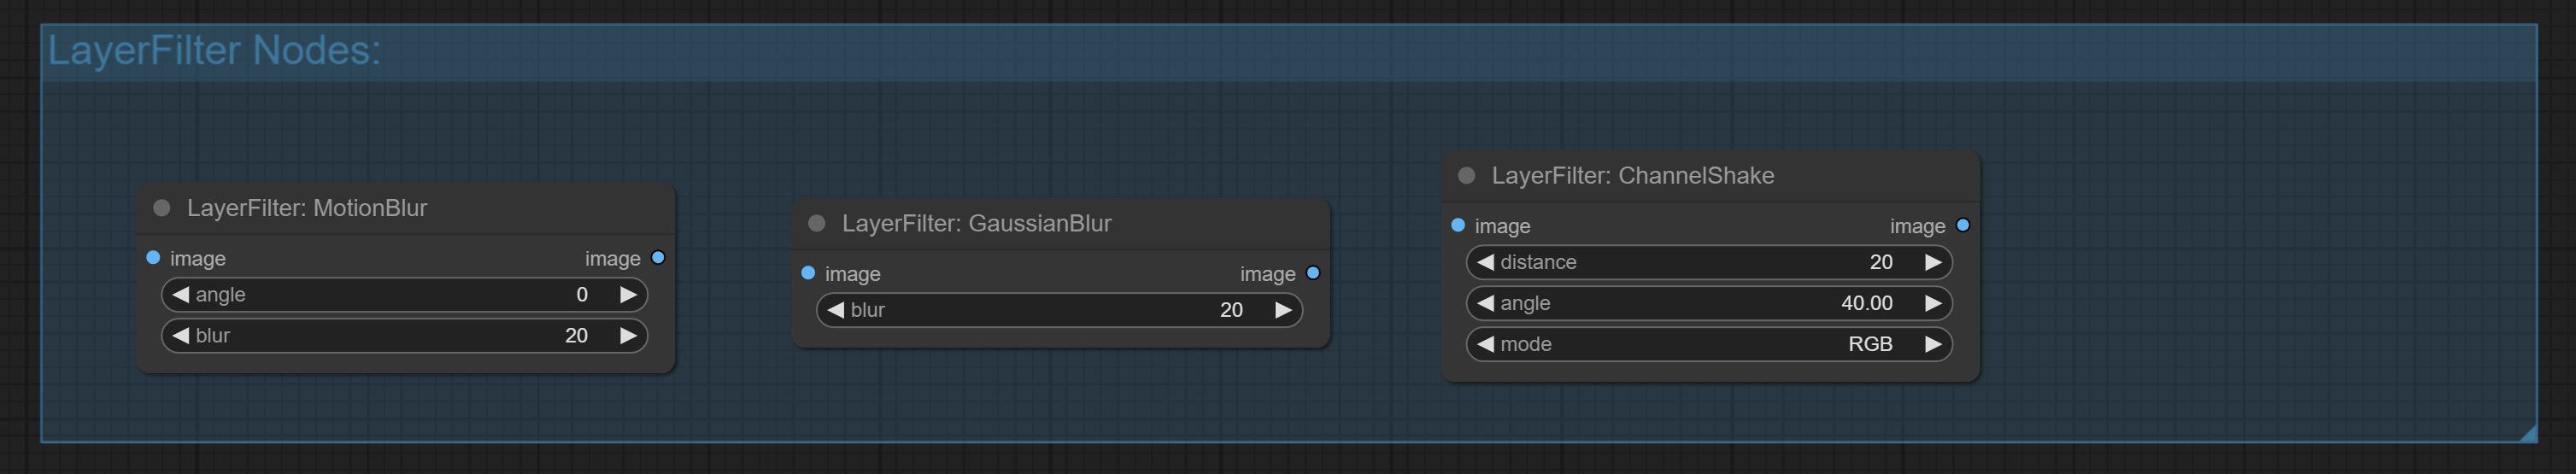 LayerFilter Nodes:
LayerFilter: MotionBlur
image image
angle 0
blur 20
LayerFilter: GaussianBlur
image image
blur 20
LayerFilter: ChannelShake
image image
distance 20
angle 40.00
mode RGB